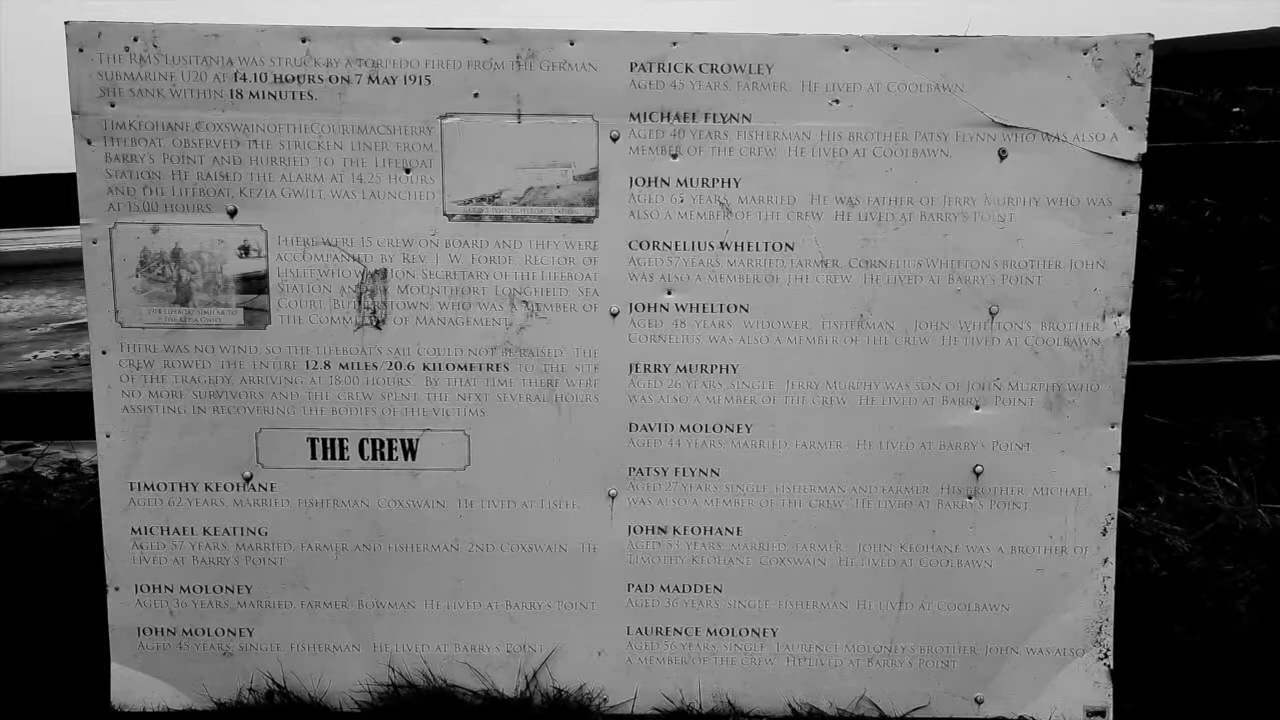 THE RMS LUSITANIA WAS STRUCK BY A TORPEDO FIRED FROM THE GERMAN
SUBMARINE U20 AT 14.10 HOURS ON 7 MAY 1915.
SHE SANK WITHIN 18 MINUTES.
TIM KEOHANE, COXSWAIN OF THE COURTMACSHERRY
LIFEBOAT, OBSERVED THE STRICKEN LINER FROM
BARRY'S POINT AND HURRIED TO THE LIFEBOAT
STATION. HE RAISED THE ALARM AT 14.25 HOURS
AND THE LIFEBOAT, KEZIA GWILT, WAS LAUNCHED
AT 15.00 HOURS.
BARRY'S POINT LIFEBOAT STATION
THERE WERE 15 CREW ON BOARD AND THEY WERE
ACCOMPANIED BY REV. J. W. FORDE, RECTOR OF
LISLEE WHO W HON. SECRETARY OF THE LIFEBOAT
STATION AND MOUNTIFORT LONGFIELD, SEA
COURT, BUTLERSTOWN, WHO WAS A MEMBER OF
THE COMMITTEE OF MANAGEMENT.
THE LIFEBOAT SIMILAR TO
THE KEZIA GWILT
THERE WAS NO WIND, SO THE LIFEBOAT'S SAIL COULD NOT BE RAISED. THE
CREW ROWED THE ENTIRE 12.8 MILES/20.6 KILOMETRES TO THE SITE
OF THE TRAGEDY, ARRIVING AT 18.00 HOURS. BY THAT TIME THERE WERE
NO MORE SURVIVORS AND THE CREW SPENT THE NEXT SEVERAL HOURS
ASSISTING IN RECOVERING THE BODIES OF THE VICTIMS.
THE CREW
TIMOTHY KEOHANE
AGED 62 YEARS, MARRIED, FISHERMAN. COXSWAIN. HE LIVED AT LISLEE.
MICHAEL KEATING
AGED 57 YEARS, MARRIED, FARMER AND FISHERMAN. 2ND COXSWAIN. HE
LIVED AT BARRY'S POINT.
JOHN MOLONEY
AGED 36 YEARS, MARRIED, FARMER. BOWMAN. HE LIVED AT BARRY'S POINT.
JOHN MOLONEY
AGED 45 YEARS, SINGLE, FISHERMAN. HE LIVED AT BARRY'S POINT.
PATRICK CROWLEY
AGED 45 YEARS, FARMER. HE LIVED AT COOLBAWN.
MICHAEL FLYNN
AGED 40 YEARS, FISHERMAN. HIS BROTHER PATSY FLYNN WHO WAS ALSO A
MEMBER OF THE CREW. HE LIVED AT COOLBAWN.
JOHN MURPHY
AGED 65 YEARS, MARRIED. HE WAS FATHER OF JERRY MURPHY WHO WAS
ALSO A MEMBER OF THE CREW. HE LIVED AT BARRY'S POINT.
CORNELIUS WHELTON
AGED 57 YEARS, MARRIED, FARMER. CORNELIUS WHELTON'S BROTHER, JOHN,
WAS ALSO A MEMBER OF THE CREW. HE LIVED AT BARRY'S POINT
JOHN WHELTON
AGED 48 YEARS, WIDOWER, FISHERMAN. JOHN WHELTON'S BROTHER,
CORNELIUS, WAS ALSO A MEMBER OF THE CREW. HE LIVED AT COOLBAWN.
JERRY MURPHY
AGED 26 YEARS, SINGLE. JERRY MURPHY WAS SON OF JOHN MURPHY WHO
WAS ALSO A MEMBER OF THE CREW. HE LIVED AT BARRY'S POINT.
DAVID MOLONEY
AGED 44 YEARS, MARRIED, FARMER. HE LIVED AT BARRY'S POINT.
PATSY FLYNN
AGED 27 YEARS, SINGLE, FISHERMAN AND FARMER. HIS BROTHER, MICHAEL,
WAS ALSO A MEMBER OF THE CREW. HE LIVED AT BARRY'S POINT.
JOHN KEOHANE
AGED 55 YEARS, MARRIED, FARMER. JOHN KEOHANE WAS A BROTHER OF
TIMOTHY KEOHANE, COXSWAIN. HE LIVED AT COOLBAWN.
PAD MADDEN
AGED 36 YEARS, SINGLE, FISHERMAN. HE LIVED AT COOLBAWN.
LAURENCE MOLONEY
AGED 56 YEARS, SINGLE. LAURENCE MOLONEY'S BROTHER, JOHN, WAS ALSO
A MEMBER OF THE CREW. HE LIVED AT BARRY'S POINT.